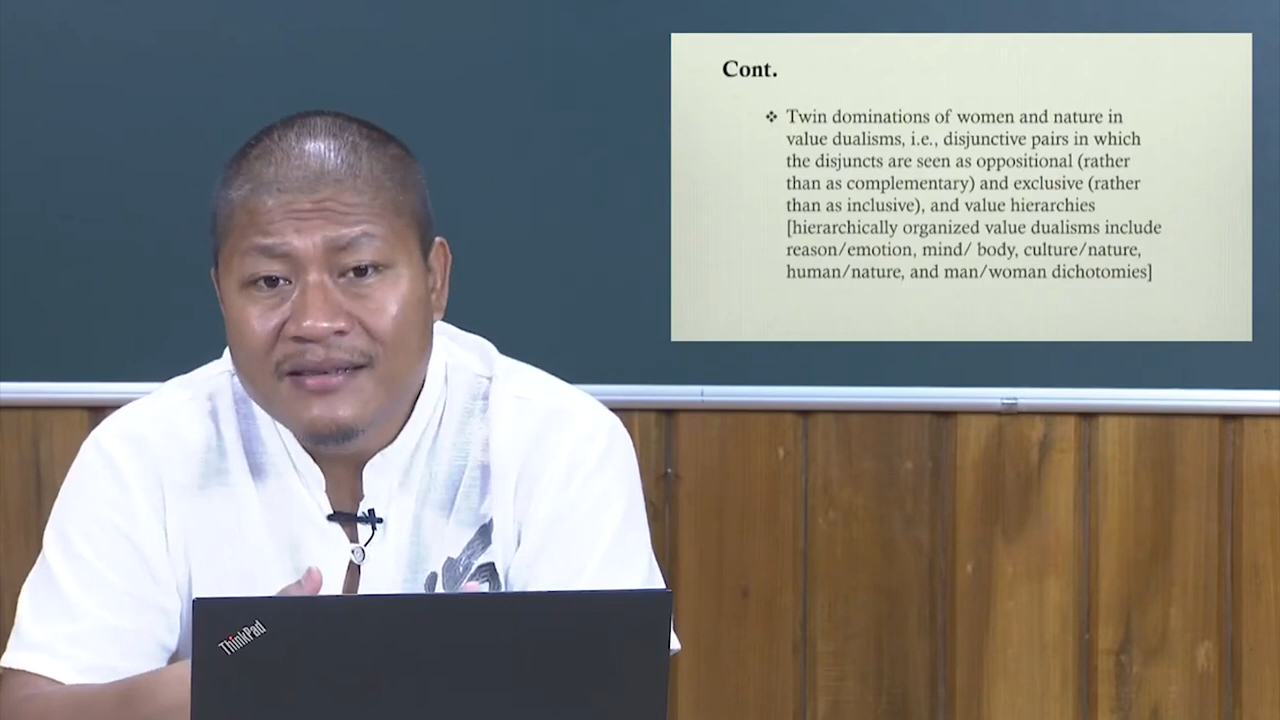 Cont.
❖ Twin dominations of women and nature in
value dualisms, i.e., disjunctive pairs in which
the disjuncts are seen as oppositional (rather
than as complementary) and exclusive (rather
than as inclusive), and value hierarchies
[hierarchically organized value dualisms include
reason/emotion, mind/ body, culture/nature,
human/nature, and man/woman dichotomies]
ThinkPad